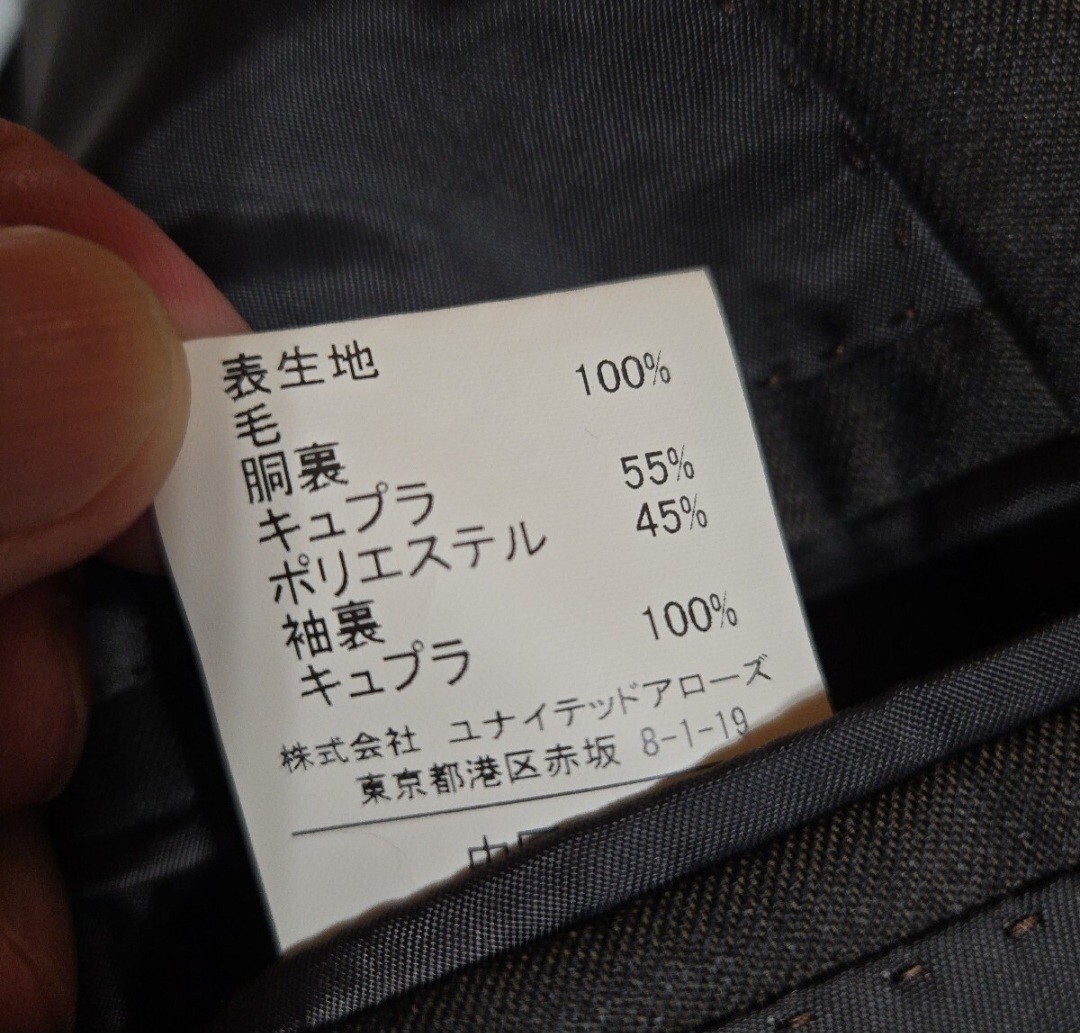 表生地
毛 100%
胴裏
キュプラ 55%
ポリエステル 45%
袖裏
キュプラ 100%
株式会社 ユナイテッドアローズ
東京都港区赤坂 8-1-19